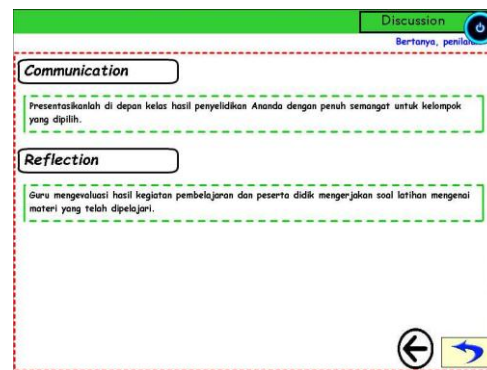 Discussion
Bertanya,
Communication
Presentasikanlah di depan kelas hasil penyelidikan Ananda dengan penuh semangat untuk kelompok
yang dipilih.
Reflection
Guru mengevaluasi hasil kegiatan pembelajaran dan peserta didik mengerjakan soal latihan mengenai
materi yang telah dipelajari.